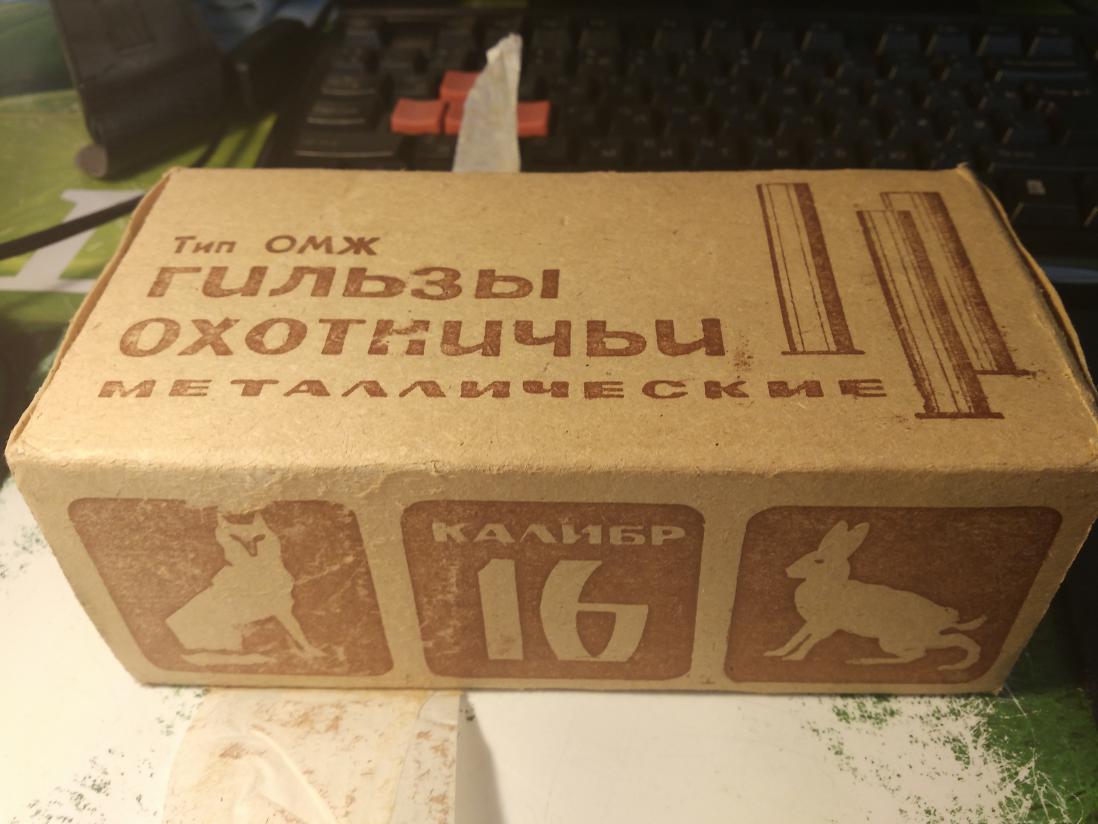 Тип ОМЖ
ГИЛЬЗЫ
ОХОТНИЧЬИ
МЕТАЛЛИЧЕСКИЕ
КАЛИБР
16